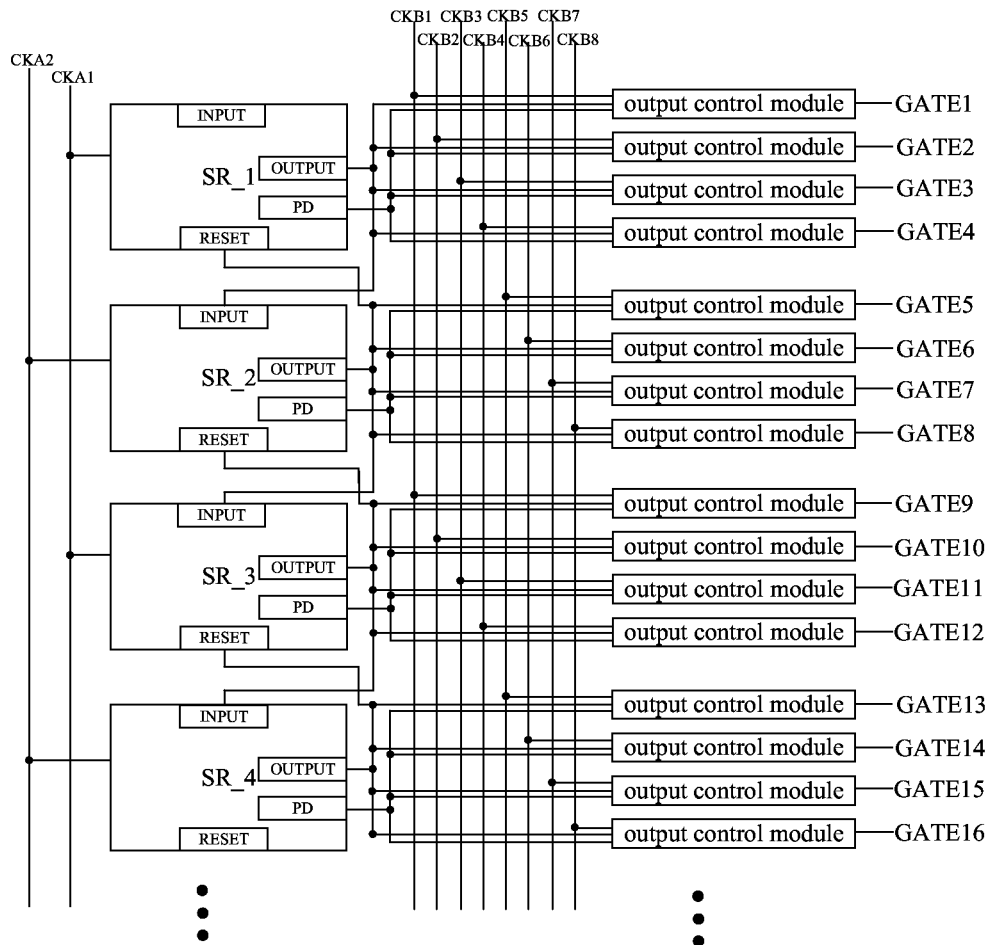 CKB1 CKB3 CKB5 CKB7
CKB2 CKB4 CKB6 CKB8
CKA2
CKA1
INPUT
SR_1
OUTPUT
PD
RESET
output control module GATE1
output control module GATE2
output control module GATE3
output control module GATE4
INPUT
SR_2
OUTPUT
PD
RESET
output control module GATE5
output control module GATE6
output control module GATE7
output control module GATE8
INPUT
SR_3
OUTPUT
PD
RESET
output control module GATE9
output control module GATE10
output control module GATE11
output control module GATE12
INPUT
SR_4
OUTPUT
PD
RESET
output control module GATE13
output control module GATE14
output control module GATE15
output control module GATE16